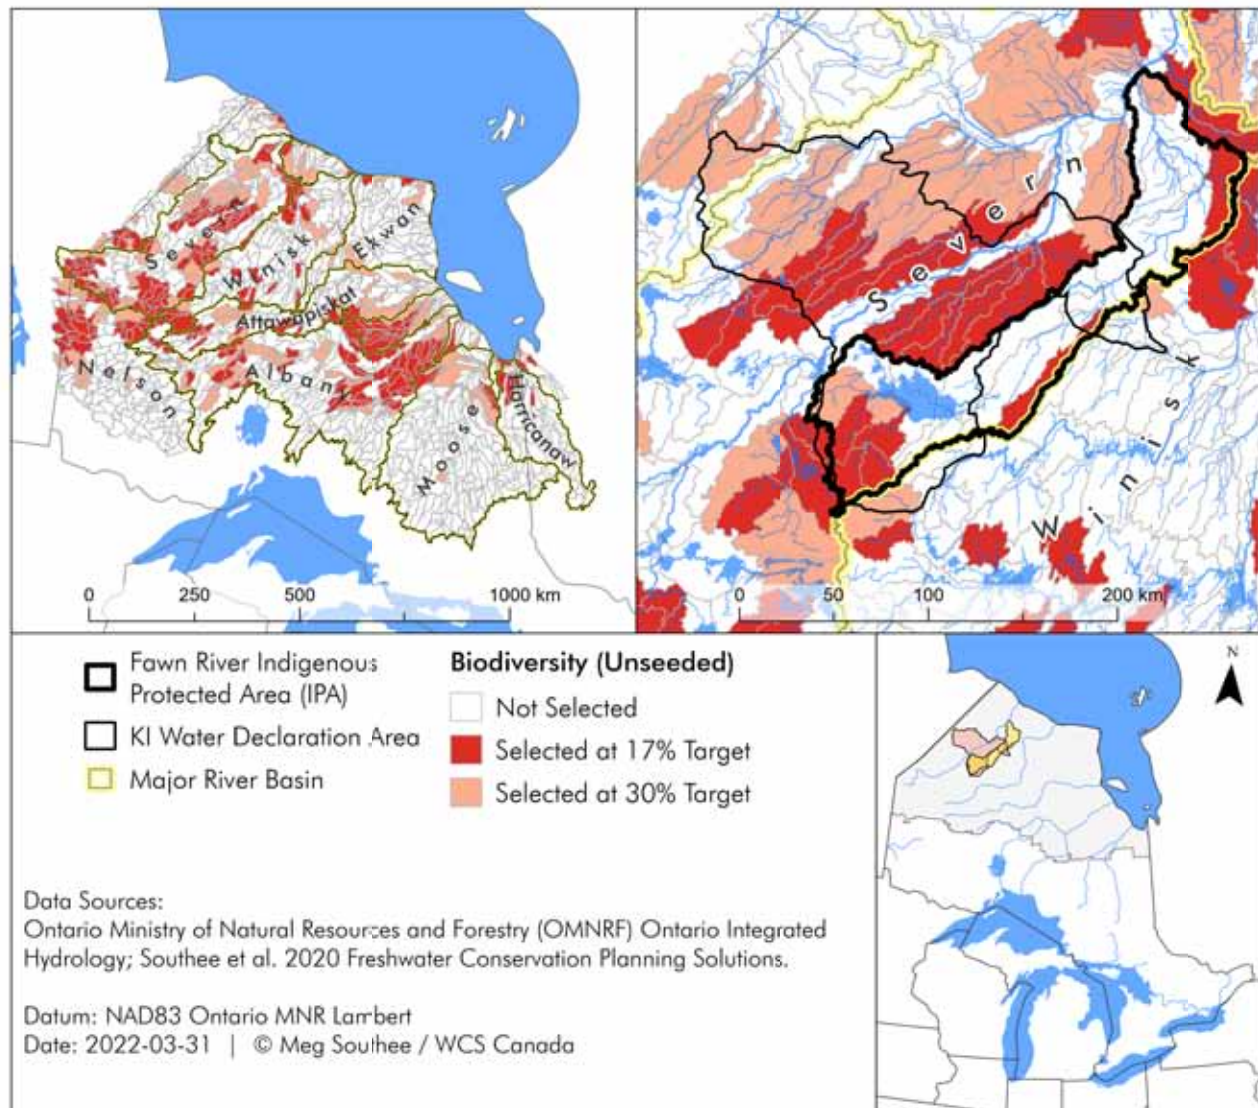 Severn
Winisk
Ekwan
Attawapiskat
Nelson
Albany
Moose
Harricanaw
0 250 500 1000 km
Severn
Winisk
0 50 100 200 km
Fawn River Indigenous
Protected Area (IPA)
KI Water Declaration Area
Major River Basin
Biodiversity (Unseeded)
Not Selected
Selected at 17% Target
Selected at 30% Target
N
Data Sources:
Ontario Ministry of Natural Resources and Forestry (OMNRF) Ontario Integrated
Hydrology; Southee et al. 2020 Freshwater Conservation Planning Solutions.
Datum: NAD83 Ontario MNR Lambert
Date: 2022-03-31 | © Meg Southee / WCS Canada